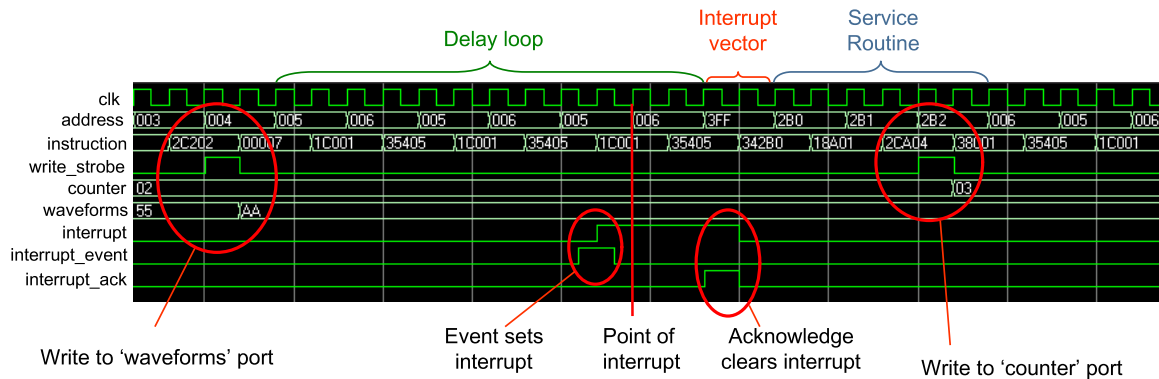 Delay loop
Interrupt
vector
Service
Routine
clk
address 003 004 005 006 005 006 005 006 3FF 2B0 2B1 2B2 006 005 006
instruction 2C202 00007 1C001 35405 1C001 35405 1C001 35405 342B0 18A01 2CA04 38001 35405 1C001
write_strobe
counter 02 03
waveforms 55 AA
interrupt
interrupt_event
interrupt_ack
Write to ‘waveforms’ port
Event sets
interrupt
Point of
interrupt
Acknowledge
clears interrupt
Write to ‘counter’ port